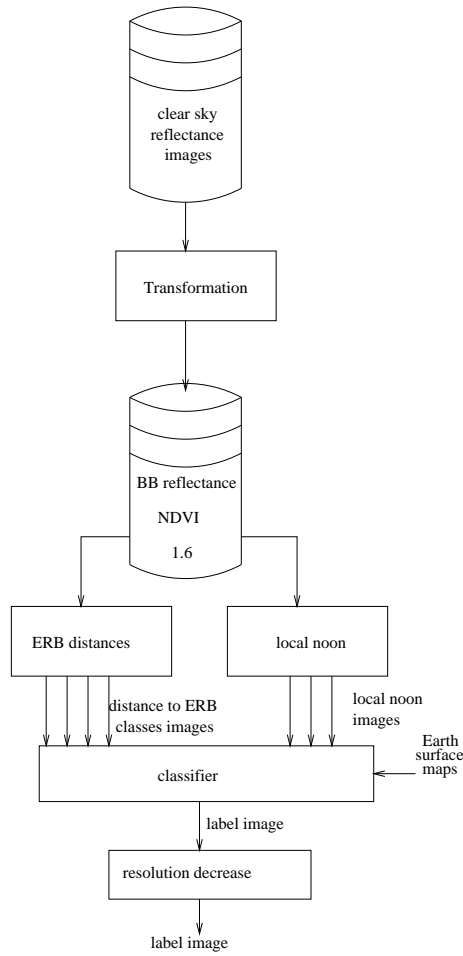 clear sky
reflectance
images
Transformation
BB reflectance
NDVI
1.6
ERB distances
local noon
distance to ERB
classes images
local noon
images
Earth
surface
maps
classifier
label image
resolution decrease
label image